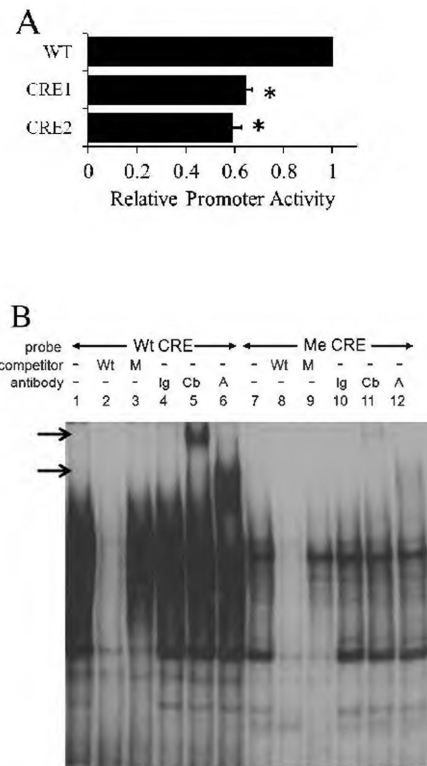 A
WT
CRE1
*
CRE2
*
0 0.2 0.4 0.6 0.8 1
Relative Promoter Activity
B
probe Wt CRE Me CRE
competitor - Wt M - - - - Wt M - - -
antibody - - - Ig Cb A - - - Ig Cb A
1 2 3 4 5 6 7 8 9 10 11 12